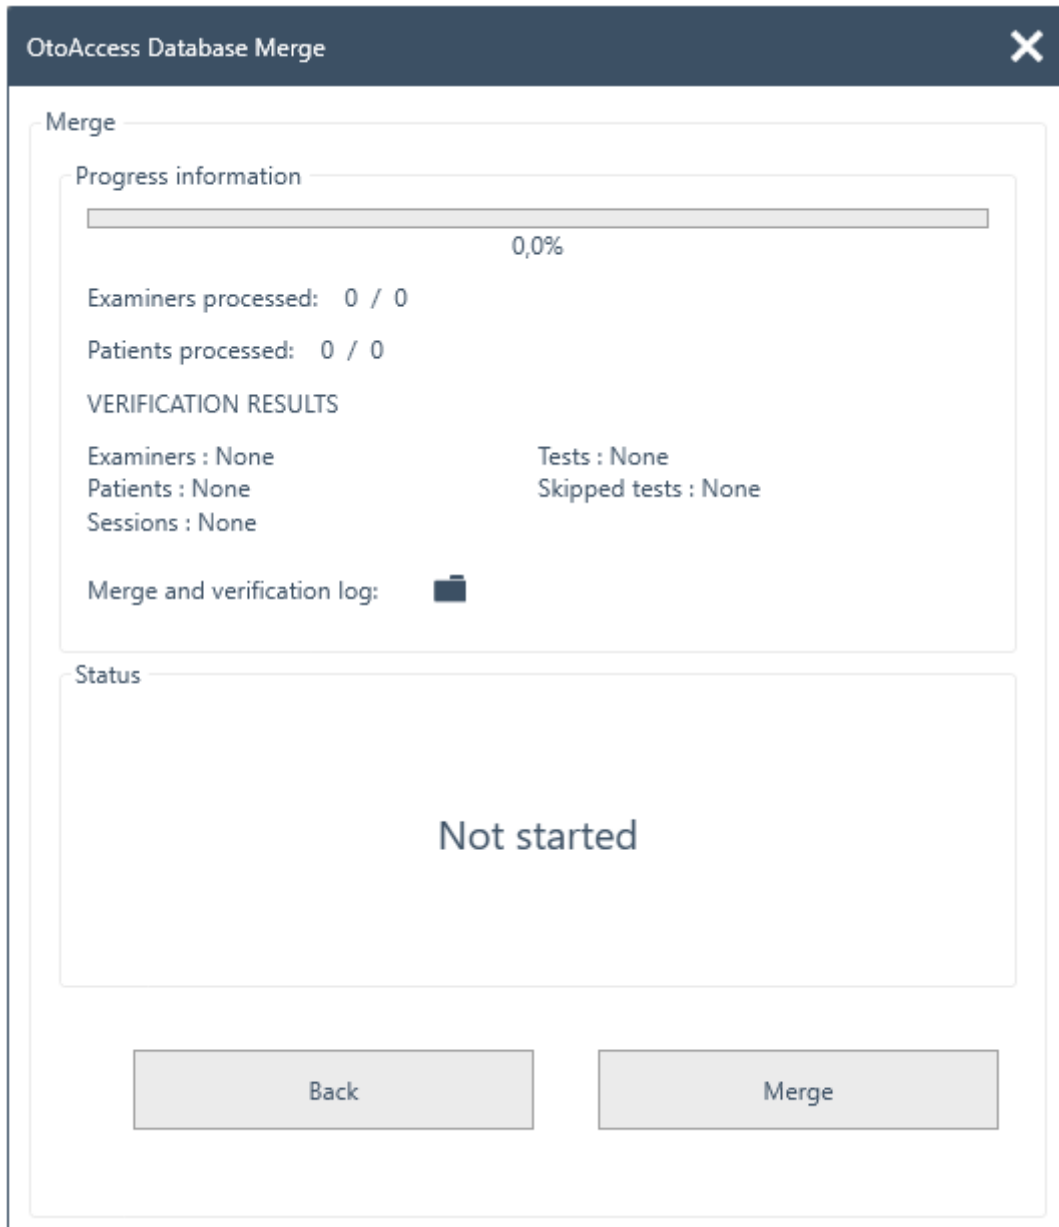 OtoAccess Database Merge
Merge
Progress information
0,0%
Examiners processed: 0 / 0
Patients processed: 0 / 0
VERIFICATION RESULTS
Examiners : None
Patients : None
Sessions : None
Tests : None
Skipped tests : None
Merge and verification log:
Status
Not started
Back
Merge